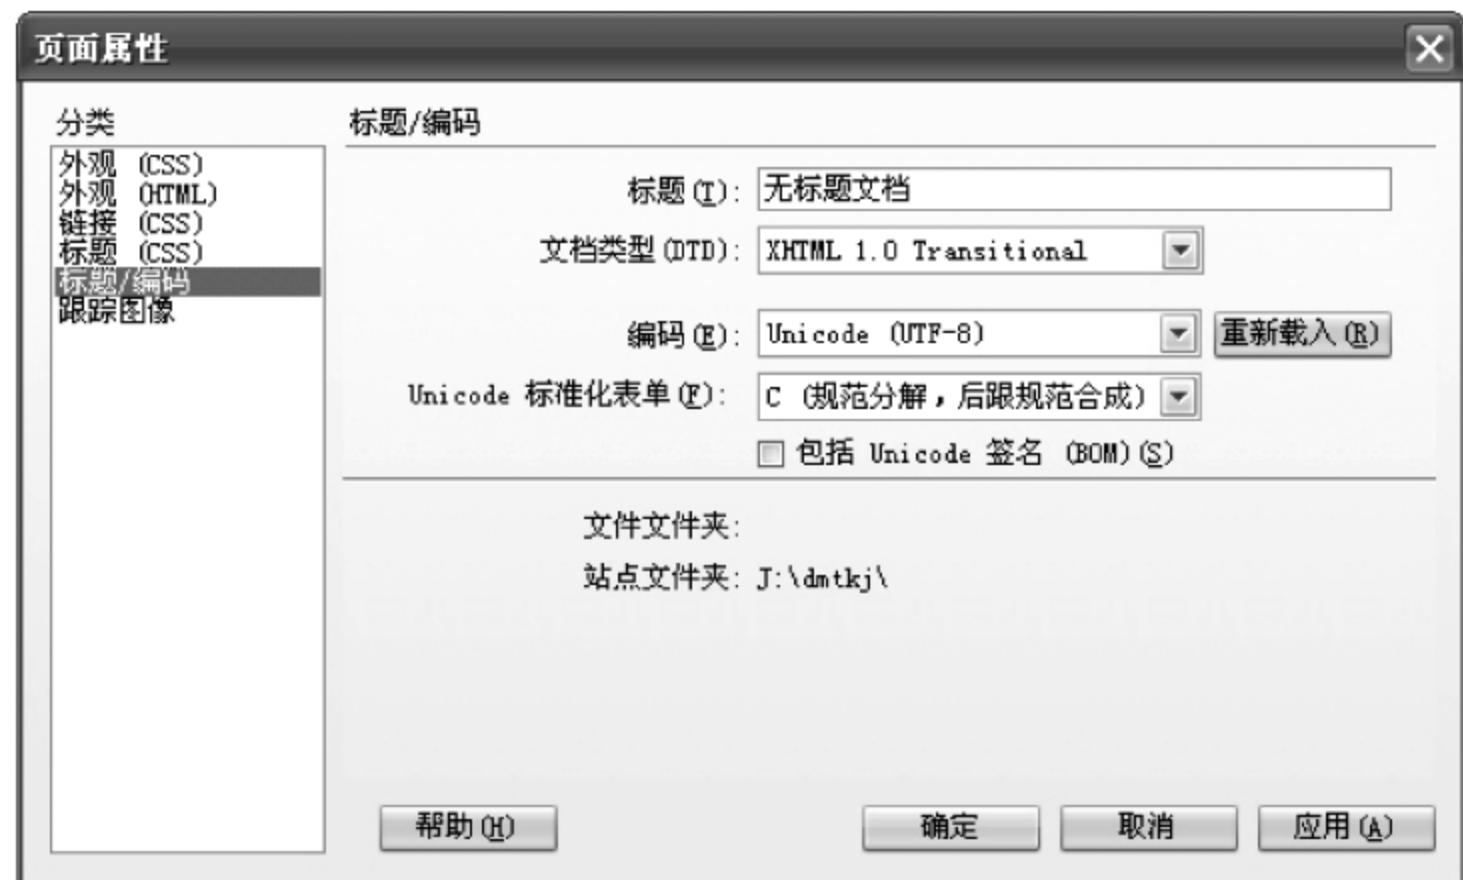 页面属性
分类
外观 (CSS)
外观 (HTML)
链接 (CSS)
标题 (CSS)
标题/编码
跟踪图像
标题/编码
标题(T): 无标题文档
文档类型(DTD): XHTML 1.0 Transitional
编码(E): Unicode (UTF-8) 重新载入(R)
Unicode 标准化表单(F): C (规范分解，后跟规范合成)
包括 Unicode 签名 (BOM)(S)
文件文件夹:
站点文件夹: J:\dmtkj\
帮助(H) 确定 取消 应用(A)